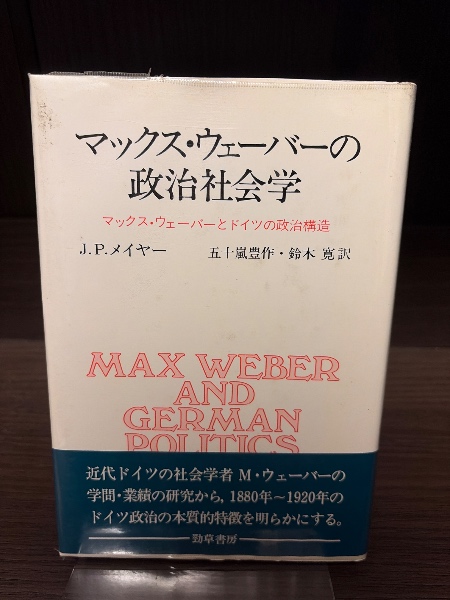 マックス・ウェーバーの
政治社会学
マックス・ウェーバーとドイツの政治構造
J.P.メイヤー 五十嵐豊作・鈴木 寛訳
MAX WEBER
AND
GERMAN
POLITICS
近代ドイツの社会学者M・ウェーバーの
学問・業績の研究から，1880年～1920年の
ドイツ政治の本質的特徴を明らかにする。
勁草書房